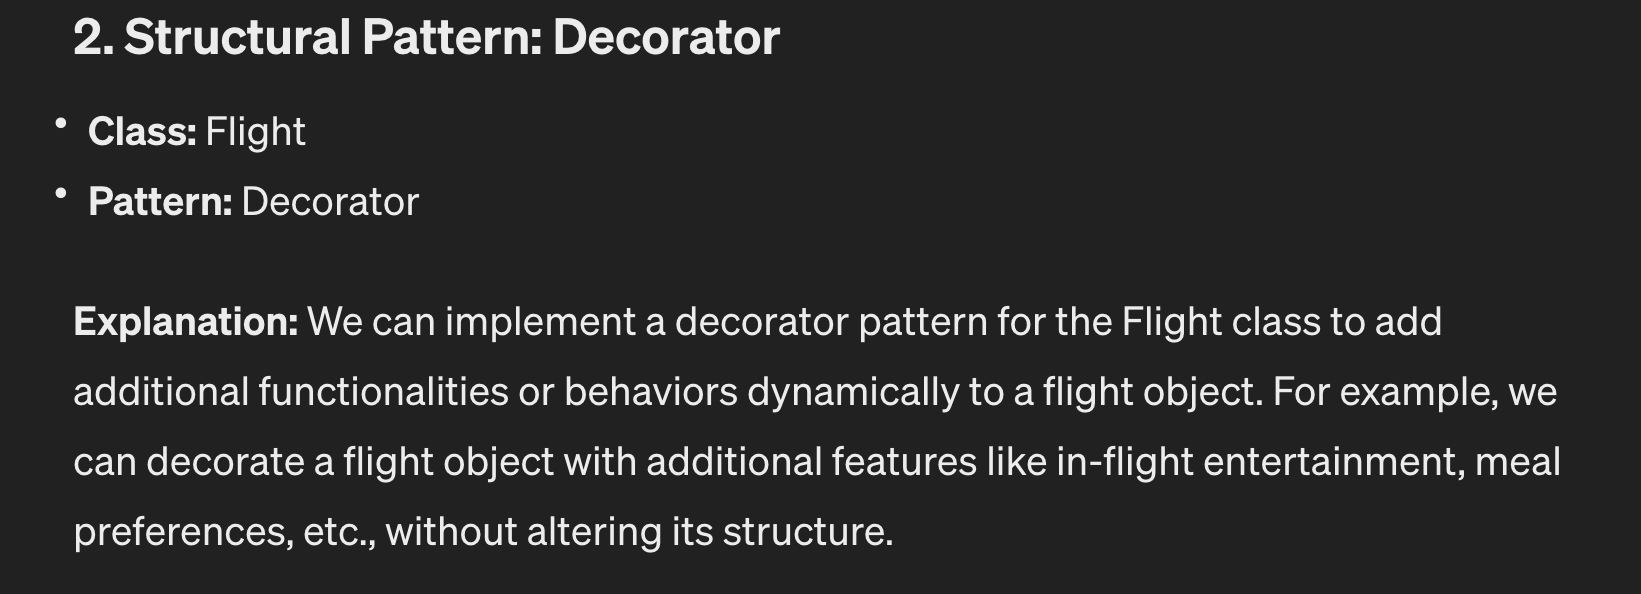 2. Structural Pattern: Decorator
• Class: Flight
• Pattern: Decorator
Explanation: We can implement a decorator pattern for the Flight class to add
additional functionalities or behaviors dynamically to a flight object. For example, we
can decorate a flight object with additional features like in-flight entertainment, meal
preferences, etc., without altering its structure.